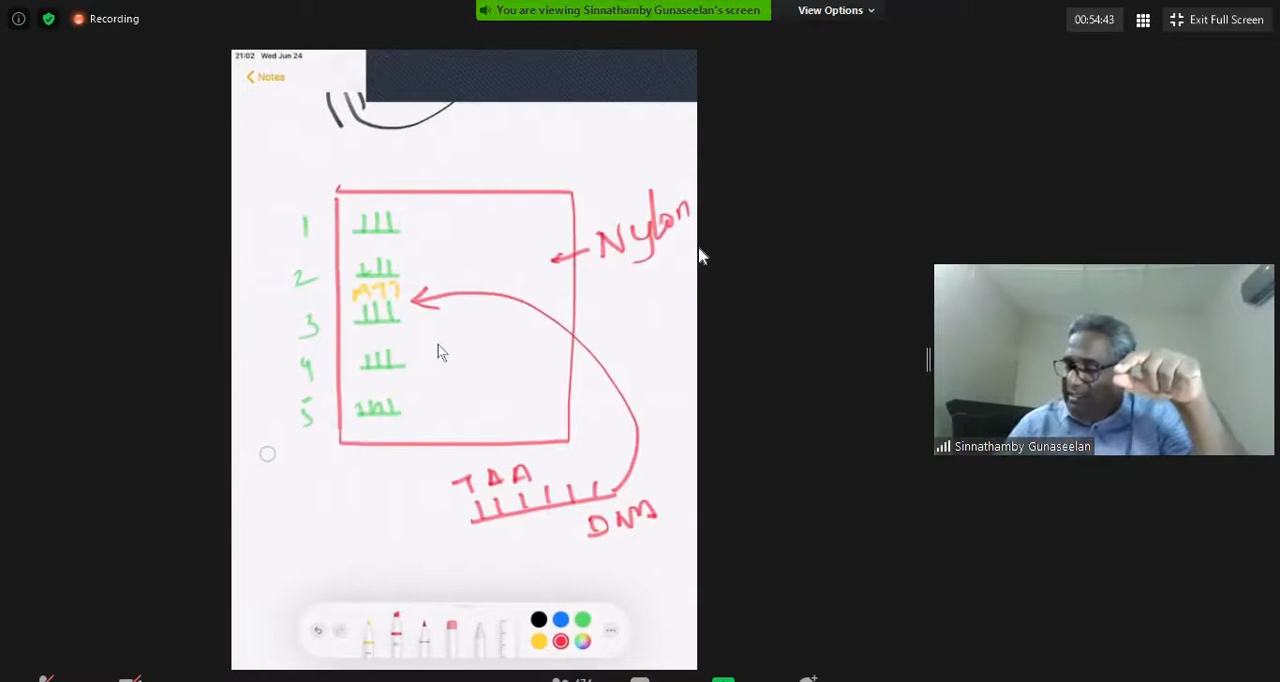 Recording
You are viewing Sinnathamby Gunaseelan's screen
View Options
00:54:43
Exit Full Screen
21:02 Wed Jun 24
Notes
Nylon
1
2
3
4
5
TAA
DNA
Sinnathamby Gunaseelan